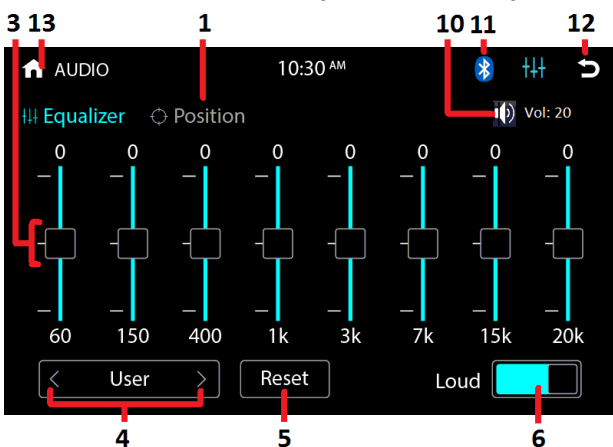 3 13 1 10 11 12
AUDIO 10:30 AM
Equalizer Position Vol: 20
0 0 0 0 0 0 0 0
60 150 400 1k 3k 7k 15k 20k
< User > Reset Loud
4 5 6